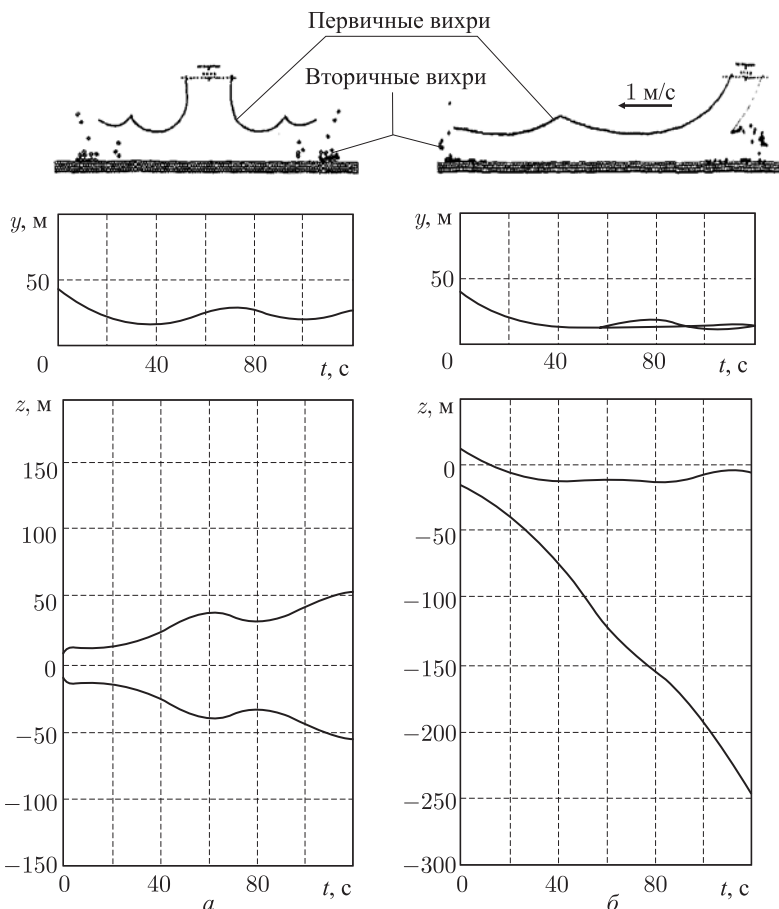 Первичные вихри
Вторичные вихри
1 м/с
y, м
50
0
40
80
t, с
y, м
50
0
40
80
t, с
z, м
150
100
50
0
−50
−100
−150
0
40
80
t, с
а
z, м
0
−50
−100
−150
−200
−250
−300
0
40
80
t, с
б